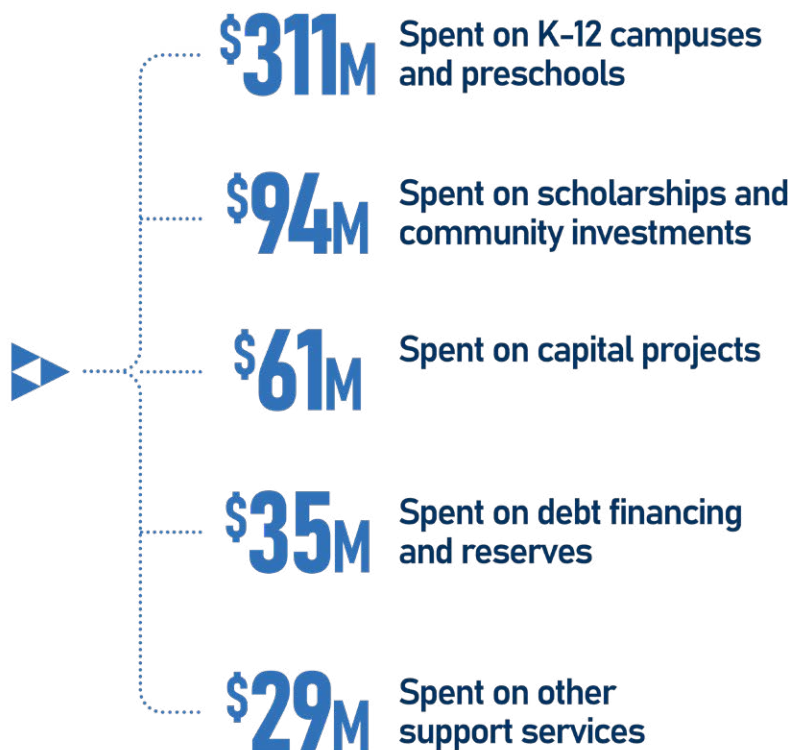 $311M
Spent on K-12 campuses
and preschools
$94M
Spent on scholarships and
community investments
$61M
Spent on capital projects
$35M
Spent on debt financing
and reserves
$29M
Spent on other
support services